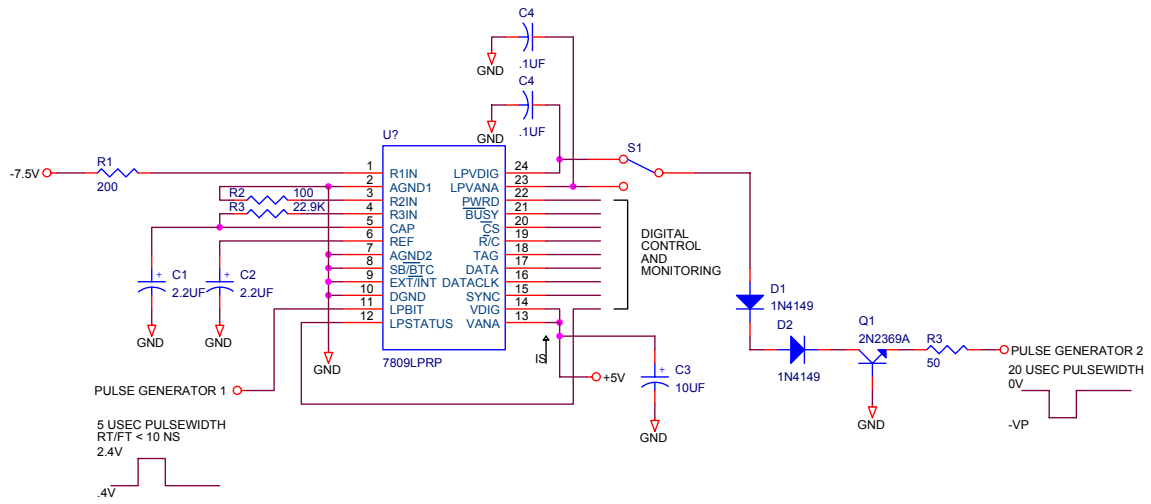 C4
GND
.1UF
C4
GND
.1UF
U?
S1
-7.5V
R1
200
1
R1IN
LPVDIG
24
2
AGND1
LPVANA
23
R2
100
3
R2IN
PWRD
22
R3
22.9K
4
R3IN
BUSY
21
5
CAP
CS
20
6
REF
R/C
19
7
AGND2
TAG
18
8
SB/BTC
DATA
17
9
EXT/INT
DATACLK
16
10
DGND
SYNC
15
11
LPBIT
VDIG
14
12
LPSTATUS
VANA
13
7809LPRP
DIGITAL
CONTROL
AND
MONITORING
C1
2.2UF
C2
2.2UF
GND
GND
GND
IS
+5V
C3
10UF
GND
D1
1N4149
D2
1N4149
Q1
2N2369A
R3
50
GND
PULSE GENERATOR 2
20 USEC PULSEWIDTH
0V
-VP
PULSE GENERATOR 1
5 USEC PULSEWIDTH
RT/FT < 10 NS
2.4V
.4V